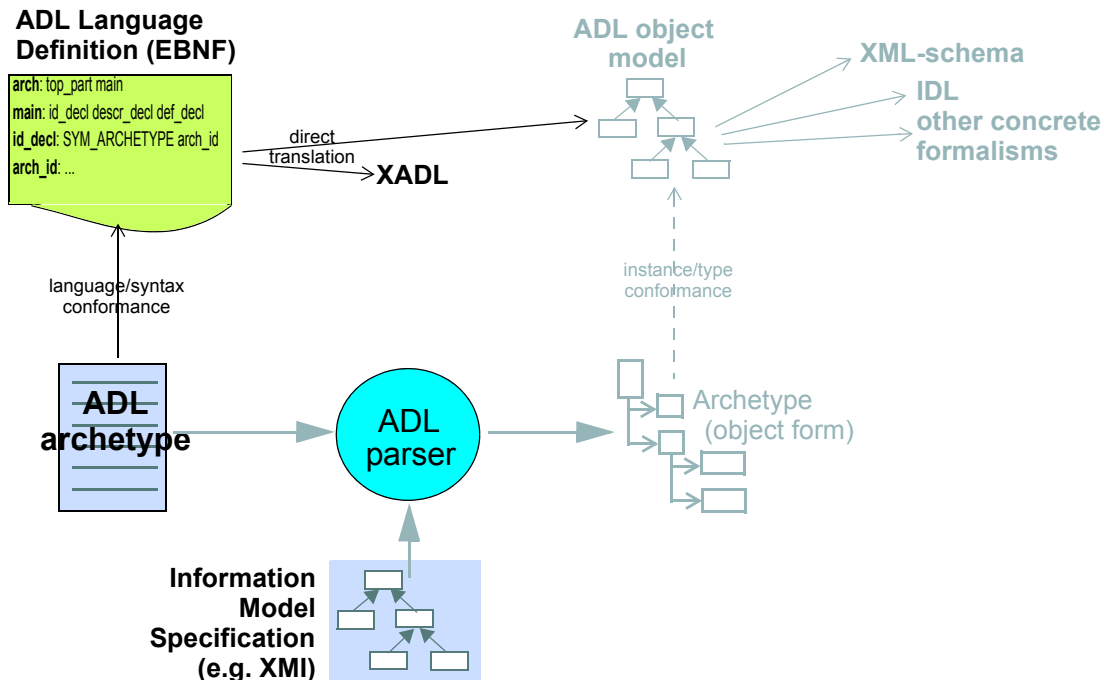 ADL Language
Definition (EBNF)
arch: top_part main
main: id_decl descr_decl def_decl
id_decl: SYM_ARCHETYPE arch_id
arch_id: ...
direct
translation
XADL
ADL object
model
XML-schema
IDL
other concrete
formalisms
language/syntax
conformance
instance/type
conformance
ADL
archetype
ADL
parser
Archetype
(object form)
Information
Model
Specification
(e.g. XMI)